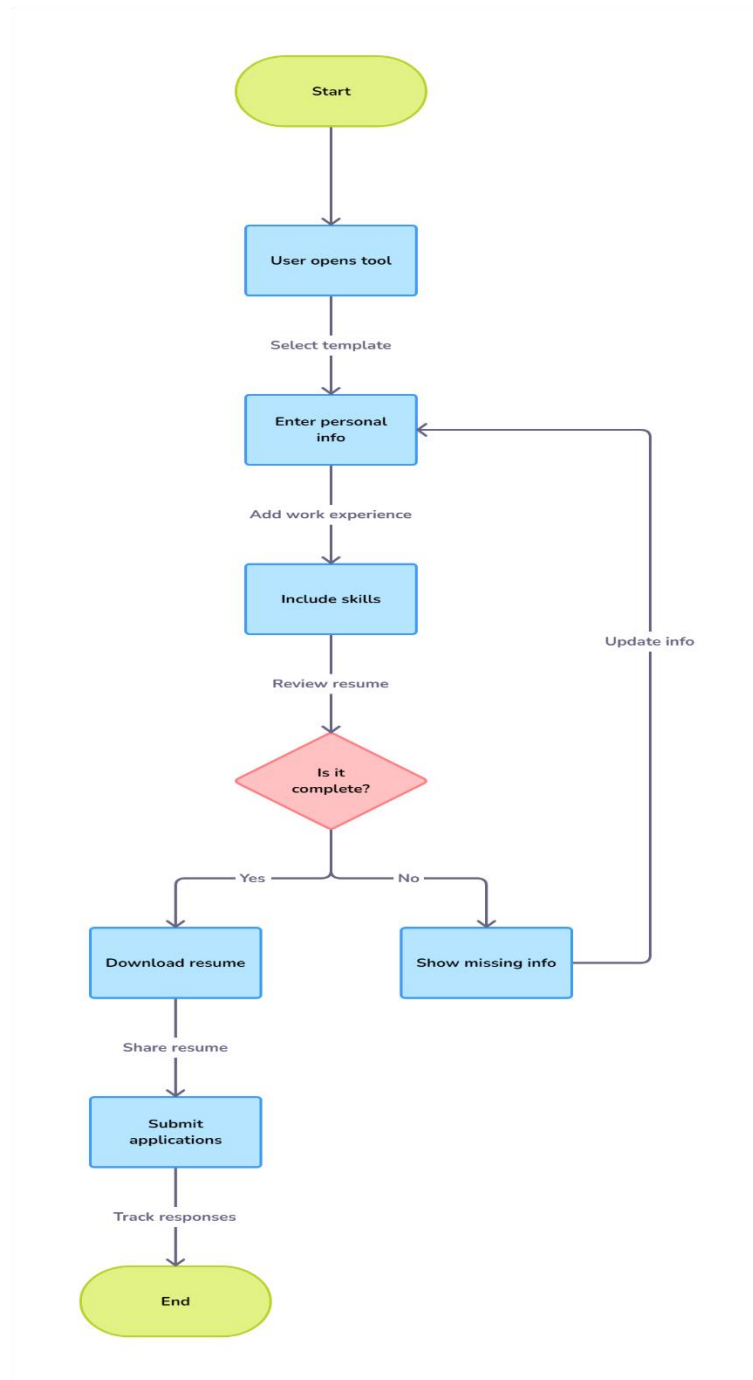 Start
User opens tool
Select template
Enter personal
info
Add work experience
Include skills
Update info
Review resume
Is it
complete?
Yes
No
Download resume
Show missing info
Share resume
Submit
applications
Track responses
End